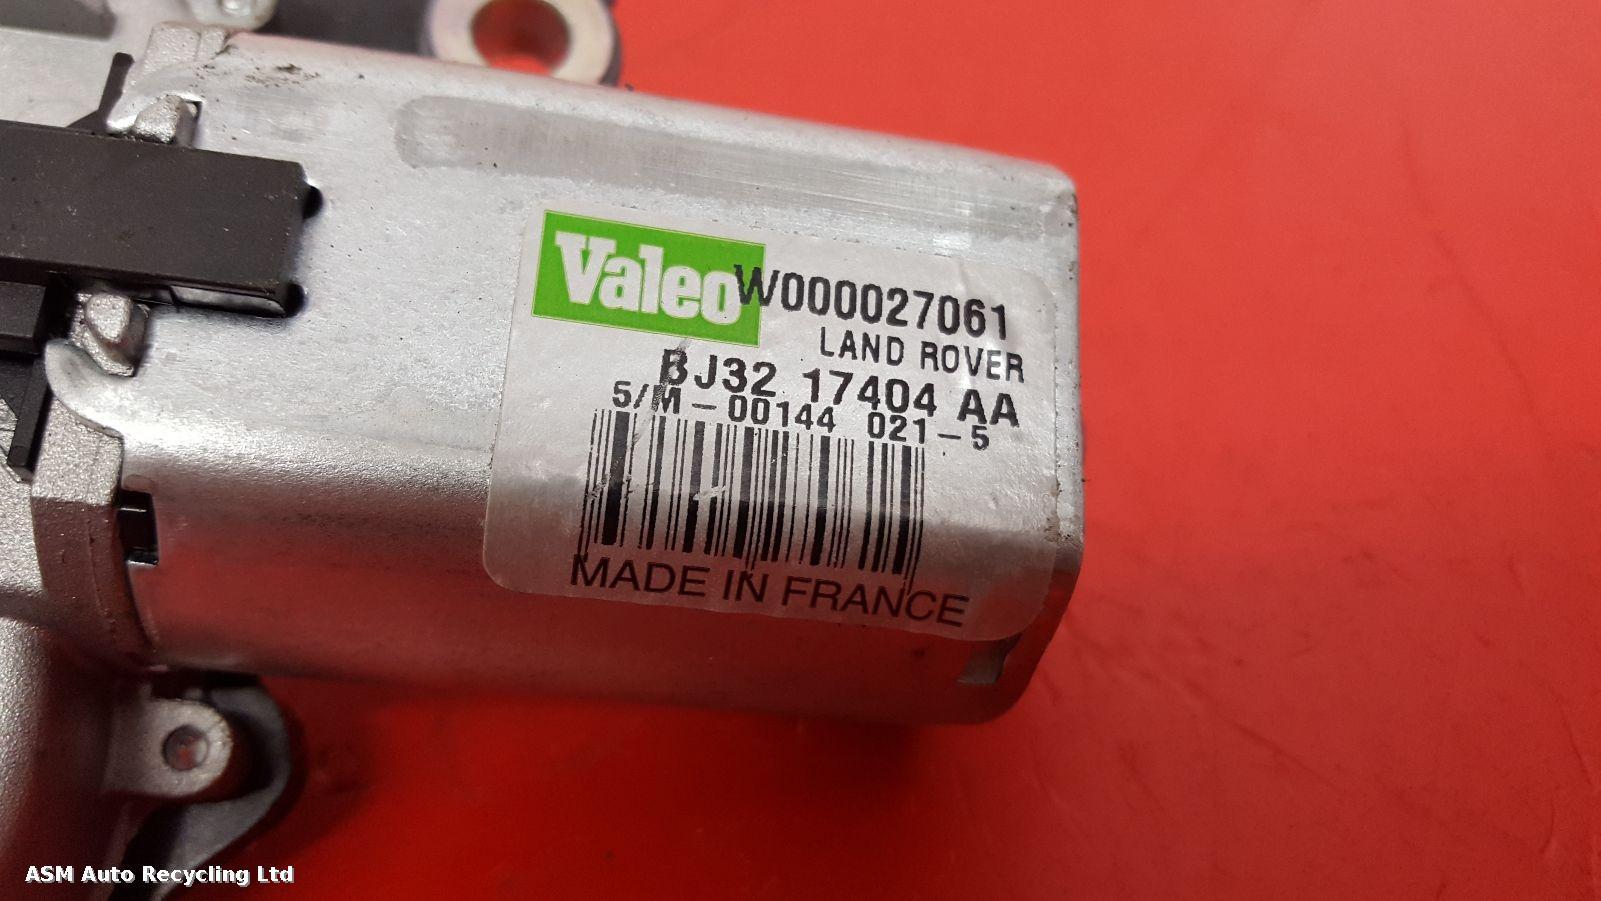 Valeo W000027061
LAND ROVER
BJ32 17404 AA
5/M-00144 021-5
MADE IN FRANCE
ASM Auto Recycling Ltd